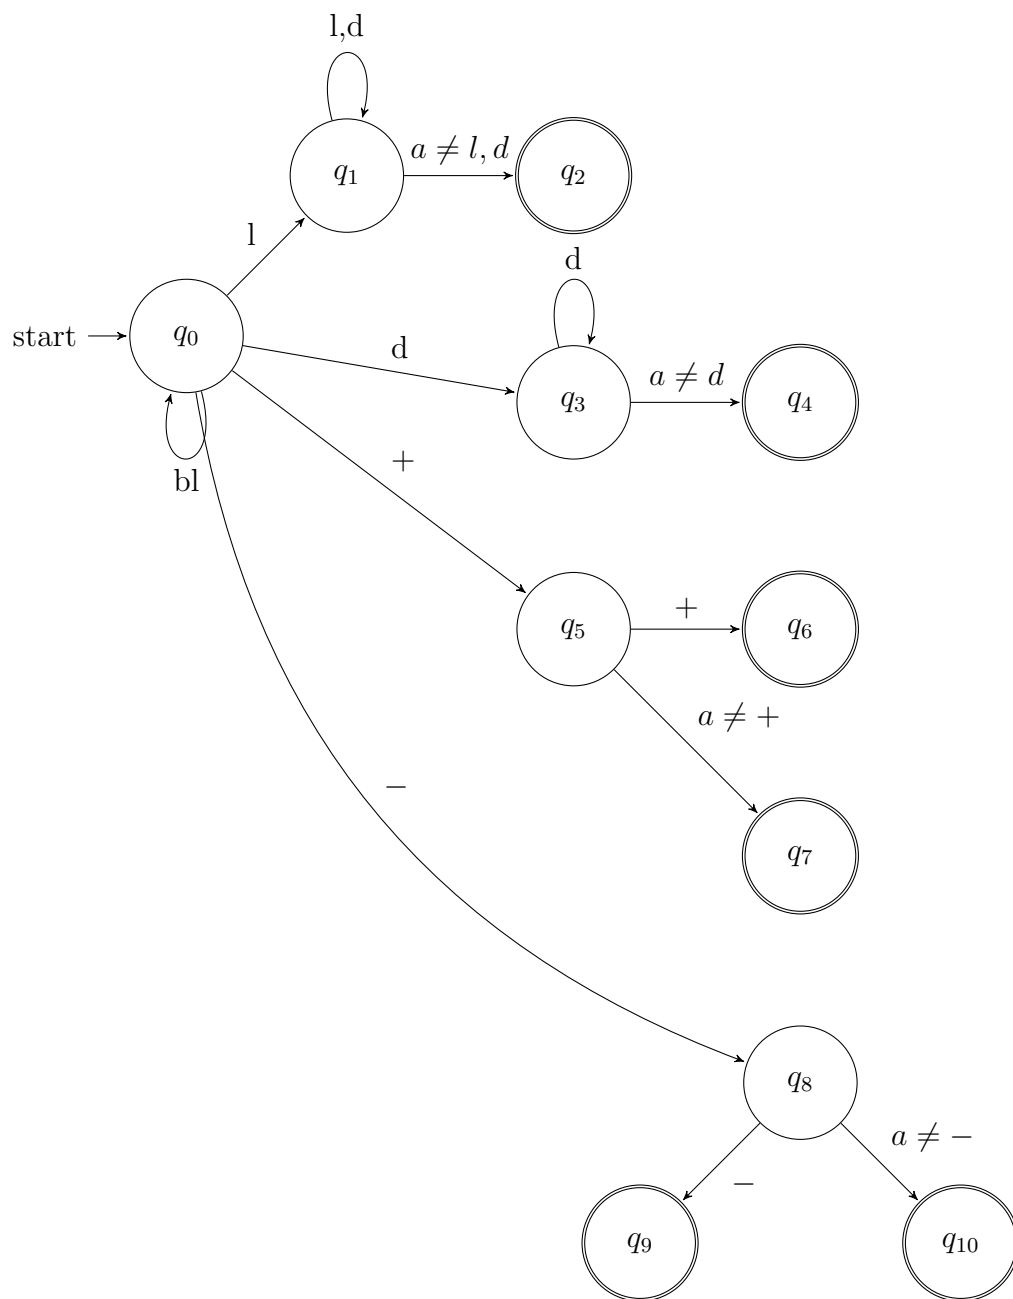 l,d
q₁
a ≠ l, d
q₂
l
d
start
q₀
d
q₃
a ≠ d
q₄
bl
+
q₅
+
q₆
a ≠ +
q₇
−
q₈
a ≠ −
−
q₉
q₁₀